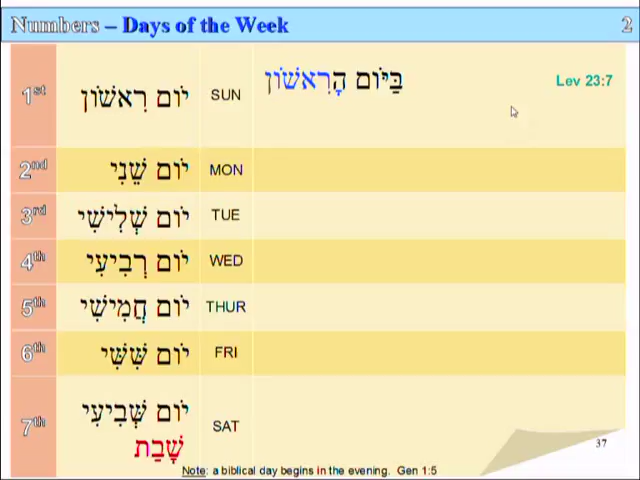 Numbers – Days of the Week 2
1st יוֹם רִאשׁוֹן SUN בַּיּוֹם הָרִאשׁוֹן Lev 23:7
2nd יוֹם שֵׁנִי MON
3rd יוֹם שְׁלִישִׁי TUE
4th יוֹם רְבִיעִי WED
5th יוֹם חֲמִישִׁי THUR
6th יוֹם שִׁשִּׁי FRI
7th יוֹם שְׁבִיעִי SAT
שַׁבָּת
37
Note: a biblical day begins in the evening. Gen 1:5